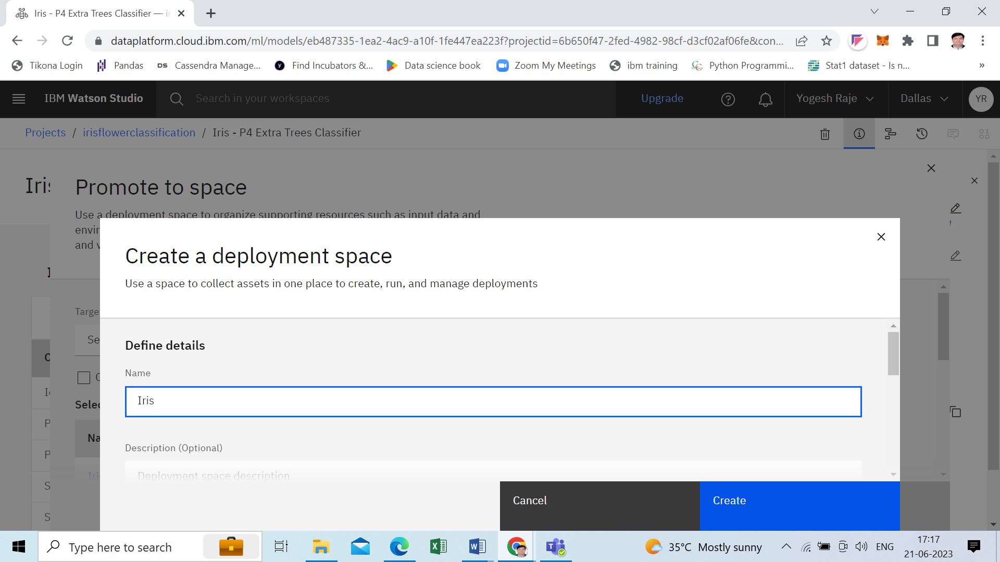 Iris - P4 Extra Trees Classifier — ir
dataplatform.cloud.ibm.com/ml/models/eb487335-1ea2-4ac9-a10f-1fe447ea223f?projectid=6b650f47-2fed-4982-98cf-d3cf02af06fe&con...
Tikona Login Pandas DS Cassendra Manage... Find Incubators &... Data science book Zoom My Meetings ibm training Python Programmi... Stat1 dataset - Is n... »
IBM Watson Studio Search in your workspaces Upgrade Yogesh Raje Dallas YR
Projects / irisflowerclassification / Iris - P4 Extra Trees Classifier
Iris Promote to space
Use a deployment space to organize supporting resources such as input data and
envir
and v
Create a deployment space
Use a space to collect assets in one place to create, run, and manage deployments
Targe
Se
Define details
Name
Iris
Selec
Na
Description (Optional)
Deployment space description
Iri
Cancel Create
Type here to search 35°C Mostly sunny ENG 17:17
21-06-2023